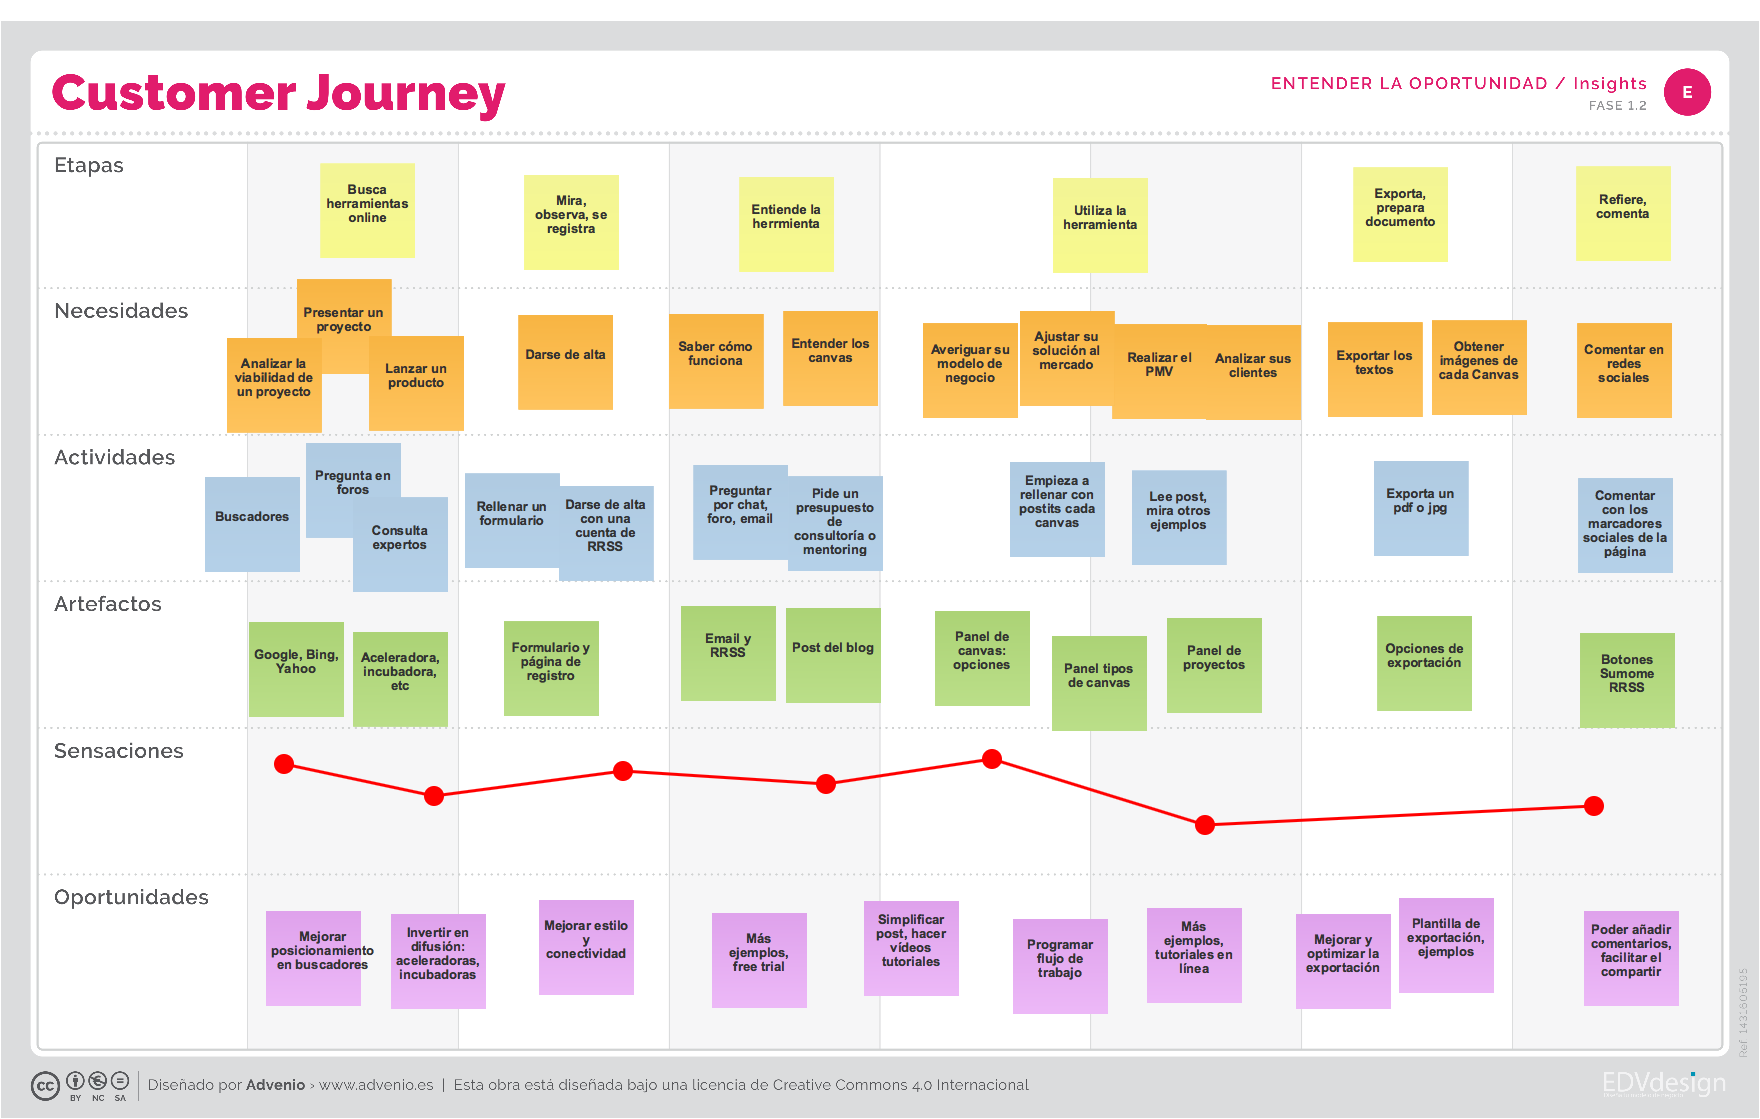 Customer Journey
ENTENDER LA OPORTUNIDAD / Insights
FASE 1.2
E
Etapas
Busca
herramientas
online
Mira,
observa, se
registra
Entiende la
herrmienta
Utiliza la
herramienta
Exporta,
prepara
documento
Refiere,
comenta
Necesidades
Presentar un
proyecto
Analizar la
viabilidad de
un proyecto
Lanzar un
producto
Darse de alta
Saber cómo
funciona
Entender los
canvas
Averiguar su
modelo de
negocio
Ajustar su
solución al
mercado
Realizar el
PMV
Analizar sus
clientes
Exportar los
textos
Obtener
imágenes de
cada Canvas
Comentar en
redes
sociales
Actividades
Buscadores
Pregunta en
foros
Consulta
expertos
Rellenar un
formulario
Darse de alta
con una
cuenta de
RRSS
Preguntar
por chat,
foro, email
Pide un
presupuesto
de
consultoría o
mentoring
Empieza a
rellenar con
postits cada
canvas
Lee post,
mira otros
ejemplos
Exporta un
pdf o jpg
Comentar
con los
marcadores
sociales de la
página
Artefactos
Google, Bing,
Yahoo
Aceleradora,
incubadora,
etc
Formulario y
página de
registro
Email y
RRSS
Post del blog
Panel de
canvas:
opciones
Panel tipos
de canvas
Panel de
proyectos
Opciones de
exportación
Botones
Sumome
RRSS
Sensaciones
Oportunidades
Mejorar
posicionamiento
en buscadores
Invertir en
difusión:
aceleradoras,
incubadoras
Mejorar estilo
y
conectividad
Más
ejemplos,
free trial
Simplificar
post, hacer
vídeos
tutoriales
Programar
flujo de
trabajo
Más
ejemplos,
tutoriales en
línea
Mejorar y
optimizar la
exportación
Plantilla de
exportación,
ejemplos
Poder añadir
comentarios,
facilitar el
compartir
Ref. 1431806195
cc
BY NC SA
Diseñado por Advenio › www.advenio.es | Esta obra está diseñada bajo una licencia de Creative Commons 4.0 Internacional
EDVdesign